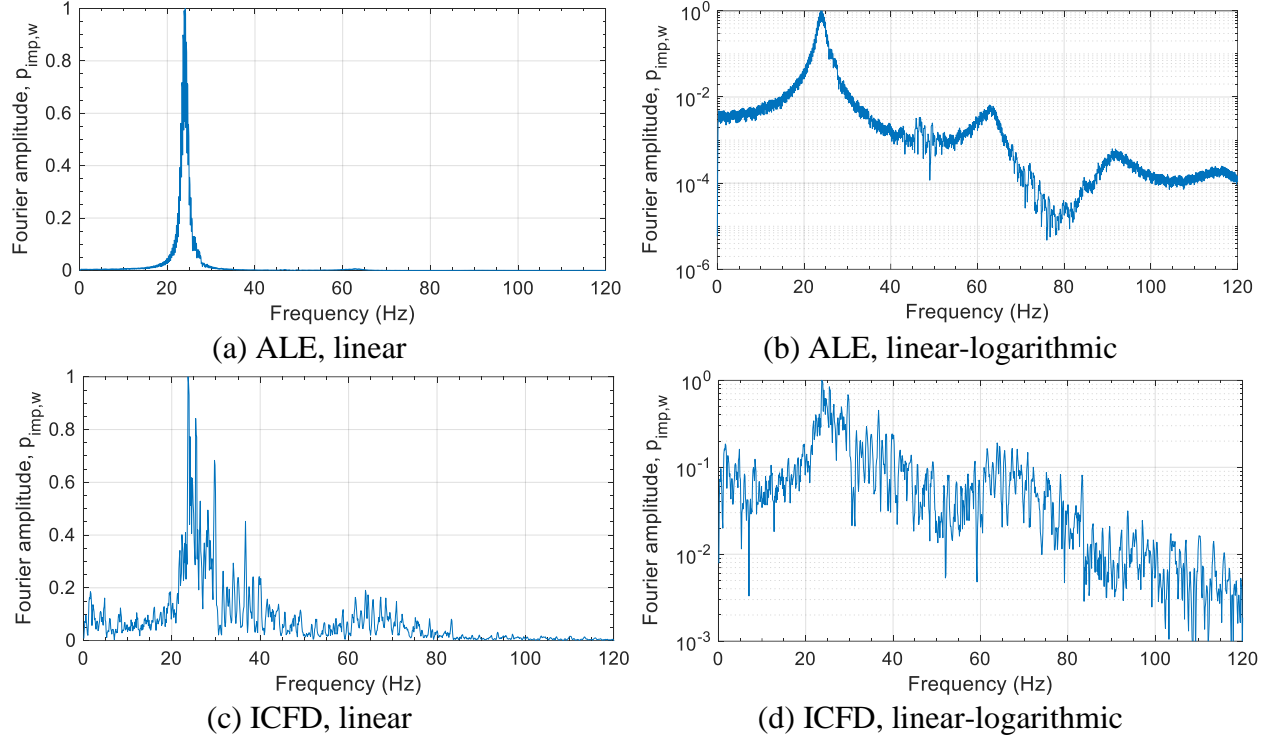 Fourier amplitude, p_imp,w
1
0.8
0.6
0.4
0.2
0
0 20 40 60 80 100 120
Frequency (Hz)
(a) ALE, linear
Fourier amplitude, p_imp,w
10^0
10^-2
10^-4
10^-6
0 20 40 60 80 100 120
Frequency (Hz)
(b) ALE, linear-logarithmic
Fourier amplitude, p_imp,w
1
0.8
0.6
0.4
0.2
0
0 20 40 60 80 100 120
Frequency (Hz)
(c) ICFD, linear
Fourier amplitude, p_imp,w
10^0
10^-1
10^-2
10^-3
0 20 40 60 80 100 120
Frequency (Hz)
(d) ICFD, linear-logarithmic